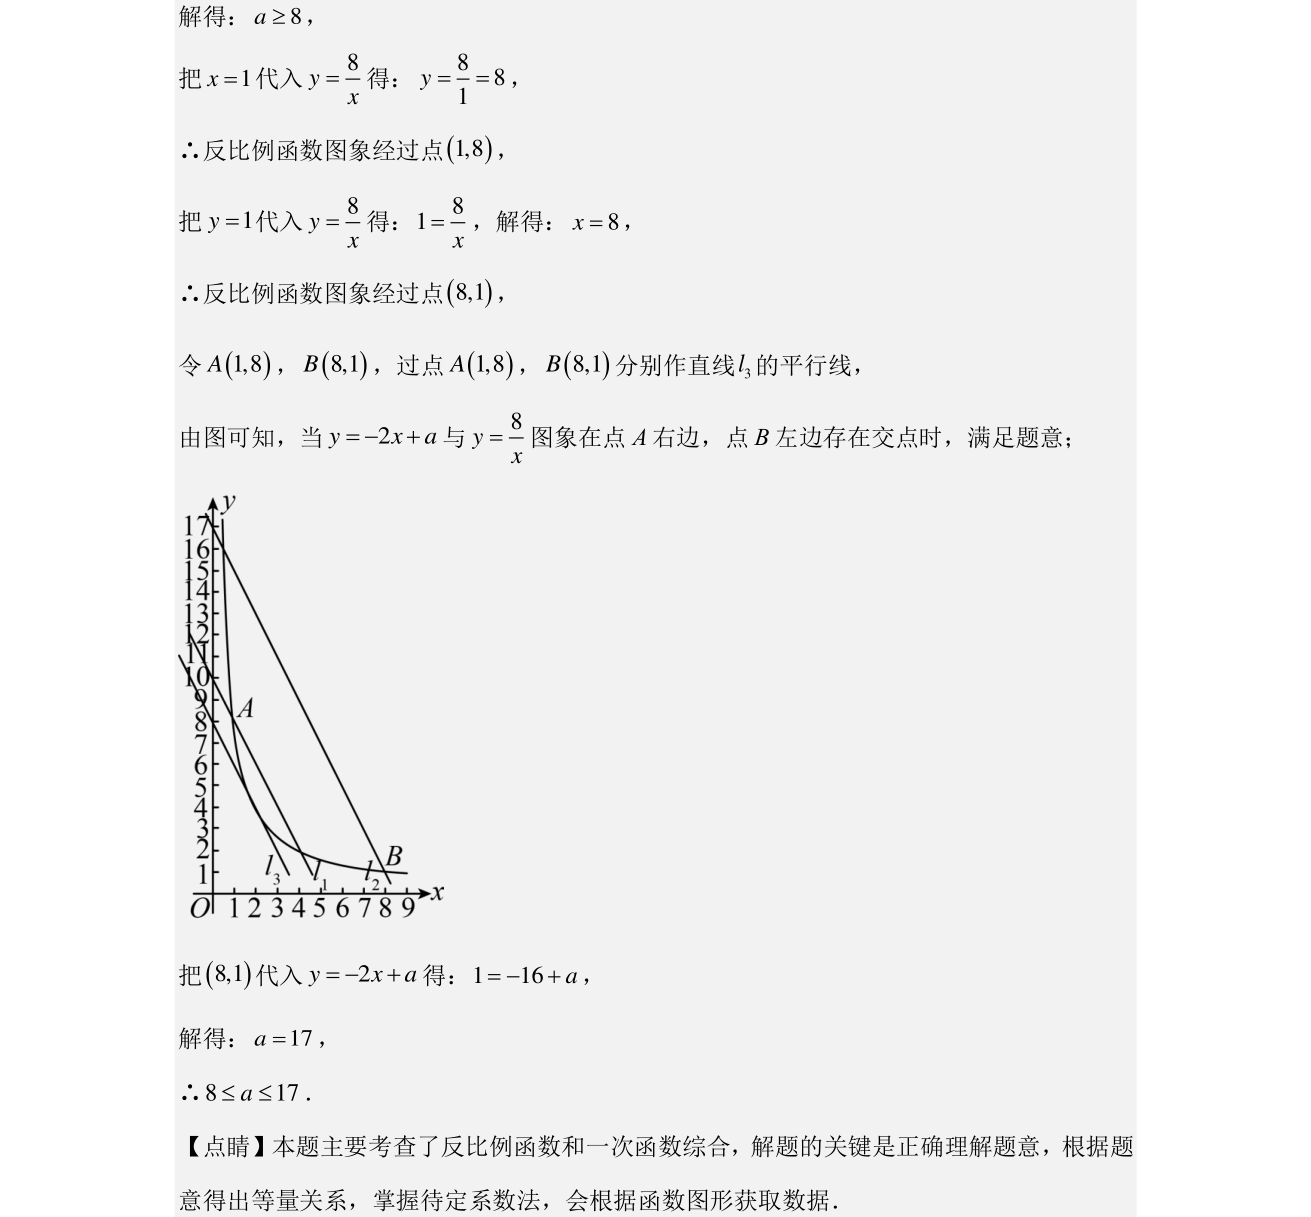 解得：a≥8，
把x=1代入y=8/x得：y=8/1=8，
∴反比例函数图象经过点(1,8)，
把y=1代入y=8/x得：1=8/x，解得：x=8，
∴反比例函数图象经过点(8,1)，
令A(1,8)，B(8,1)，过点A(1,8)，B(8,1)分别作直线l₃的平行线，
由图可知，当y=−2x+a与y=8/x图象在点A右边，点B左边存在交点时，满足题意；
y
17
16
15
14
13
12
11
10
9
8
A
7
6
5
4
3
2
B
1
l₃
l₁
l₂
x
O 1 2 3 4 5 6 7 8 9
把(8,1)代入y=−2x+a得：1=−16+a，
解得：a=17，
∴8≤a≤17．
【点睛】本题主要考查了反比例函数和一次函数综合，解题的关键是正确理解题意，根据题
意得出等量关系，掌握待定系数法，会根据函数图形获取数据．